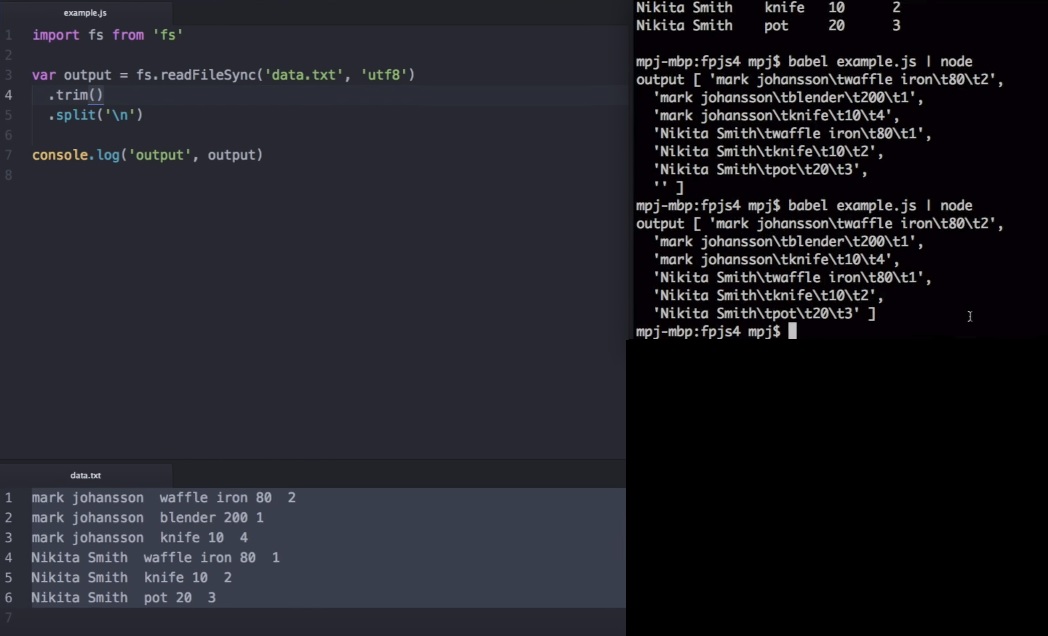 example.js
1 import fs from 'fs'
2
3 var output = fs.readFileSync('data.txt', 'utf8')
4 .trim()
5 .split('\n')
6
7 console.log('output', output)
8
data.txt
1 mark johansson waffle iron 80 2
2 mark johansson blender 200 1
3 mark johansson knife 10 4
4 Nikita Smith waffle iron 80 1
5 Nikita Smith knife 10 2
6 Nikita Smith pot 20 3
7
Nikita Smith knife 10 2
Nikita Smith pot 20 3
mpj-mbp:fpjs4 mpj$ babel example.js | node
output [ 'mark johansson\twaffle iron\t80\t2',
'mark johansson\tblender\t200\t1',
'mark johansson\tknife\t10\t4',
'Nikita Smith\twaffle iron\t80\t1',
'Nikita Smith\tknife\t10\t2',
'Nikita Smith\tpot\t20\t3',
'' ]
mpj-mbp:fpjs4 mpj$ babel example.js | node
output [ 'mark johansson\twaffle iron\t80\t2',
'mark johansson\tblender\t200\t1',
'mark johansson\tknife\t10\t4',
'Nikita Smith\twaffle iron\t80\t1',
'Nikita Smith\tknife\t10\t2',
'Nikita Smith\tpot\t20\t3' ]
mpj-mbp:fpjs4 mpj$